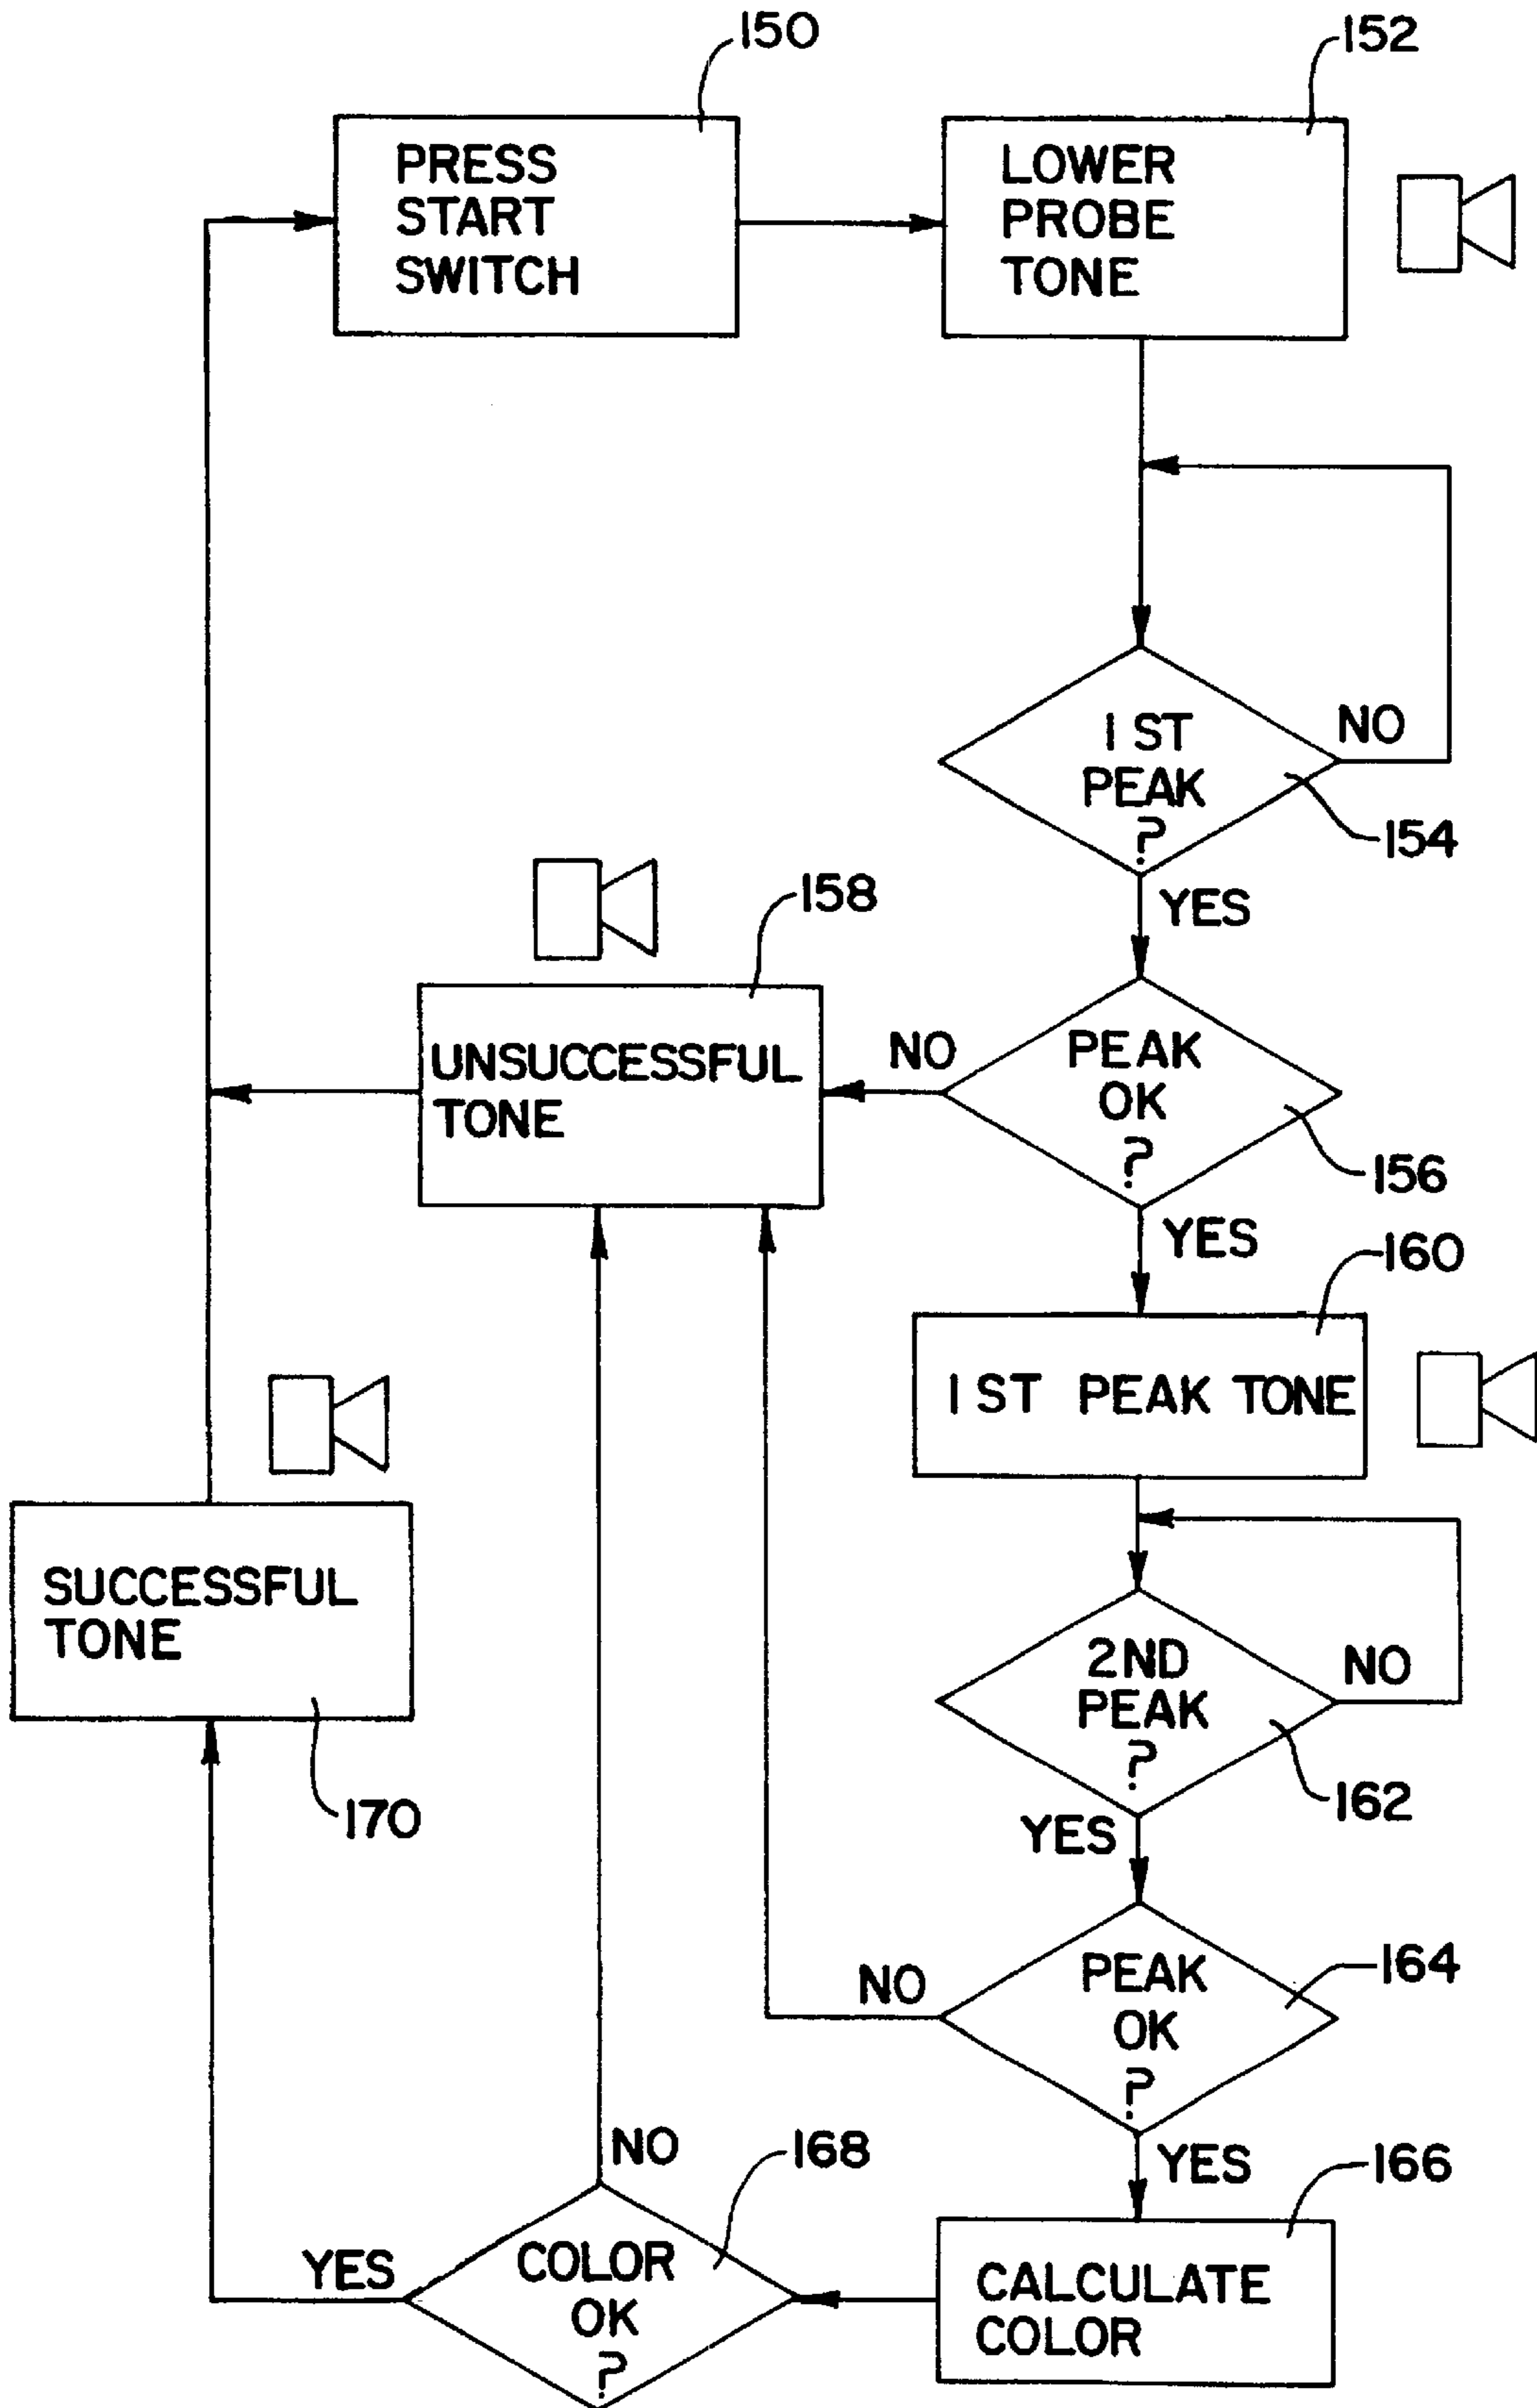 150
PRESS
START
SWITCH
152
LOWER
PROBE
TONE
1 ST
PEAK
?
NO
154
YES
158
UNSUCCESSFUL
TONE
NO
PEAK
OK
?
156
YES
160
1 ST PEAK TONE
SUCCESSFUL
TONE
170
2ND
PEAK
?
NO
162
YES
PEAK
OK
?
NO
164
YES
166
CALCULATE
COLOR
168
NO
COLOR
OK
?
YES